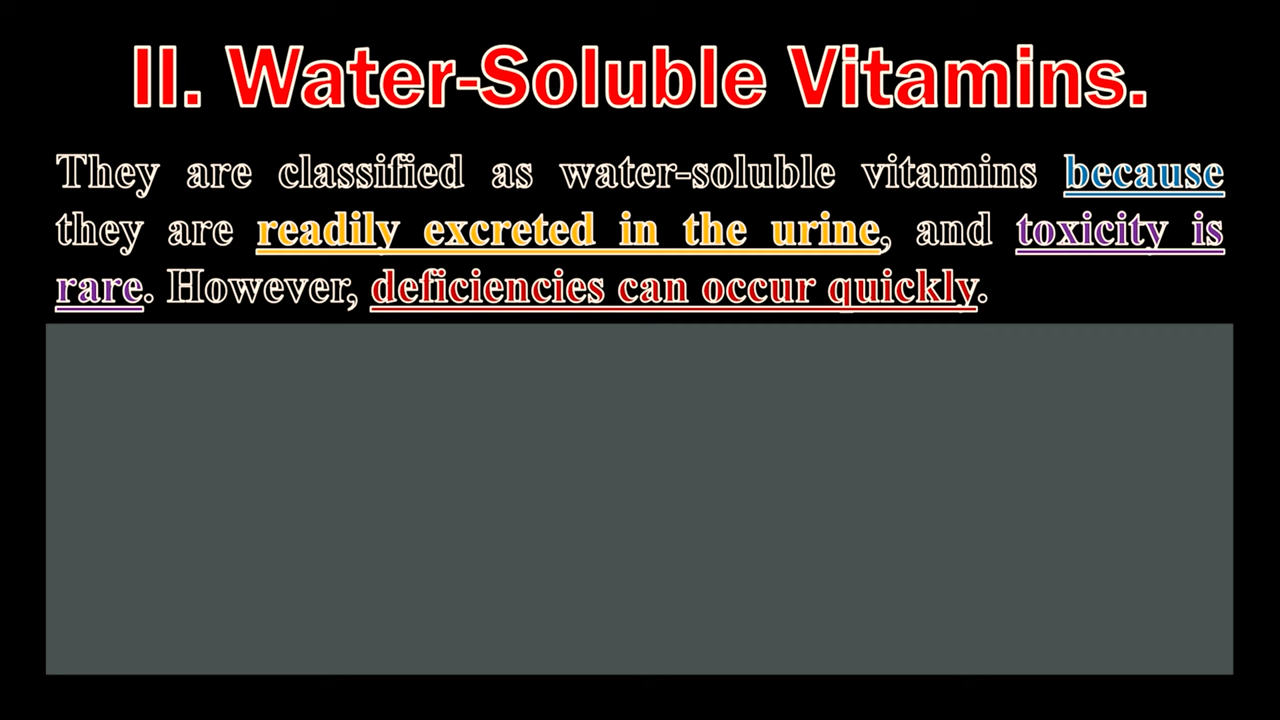 II. Water-Soluble Vitamins.
They are classified as water-soluble vitamins because
they are readily excreted in the urine, and toxicity is
rare. However, deficiencies can occur quickly.